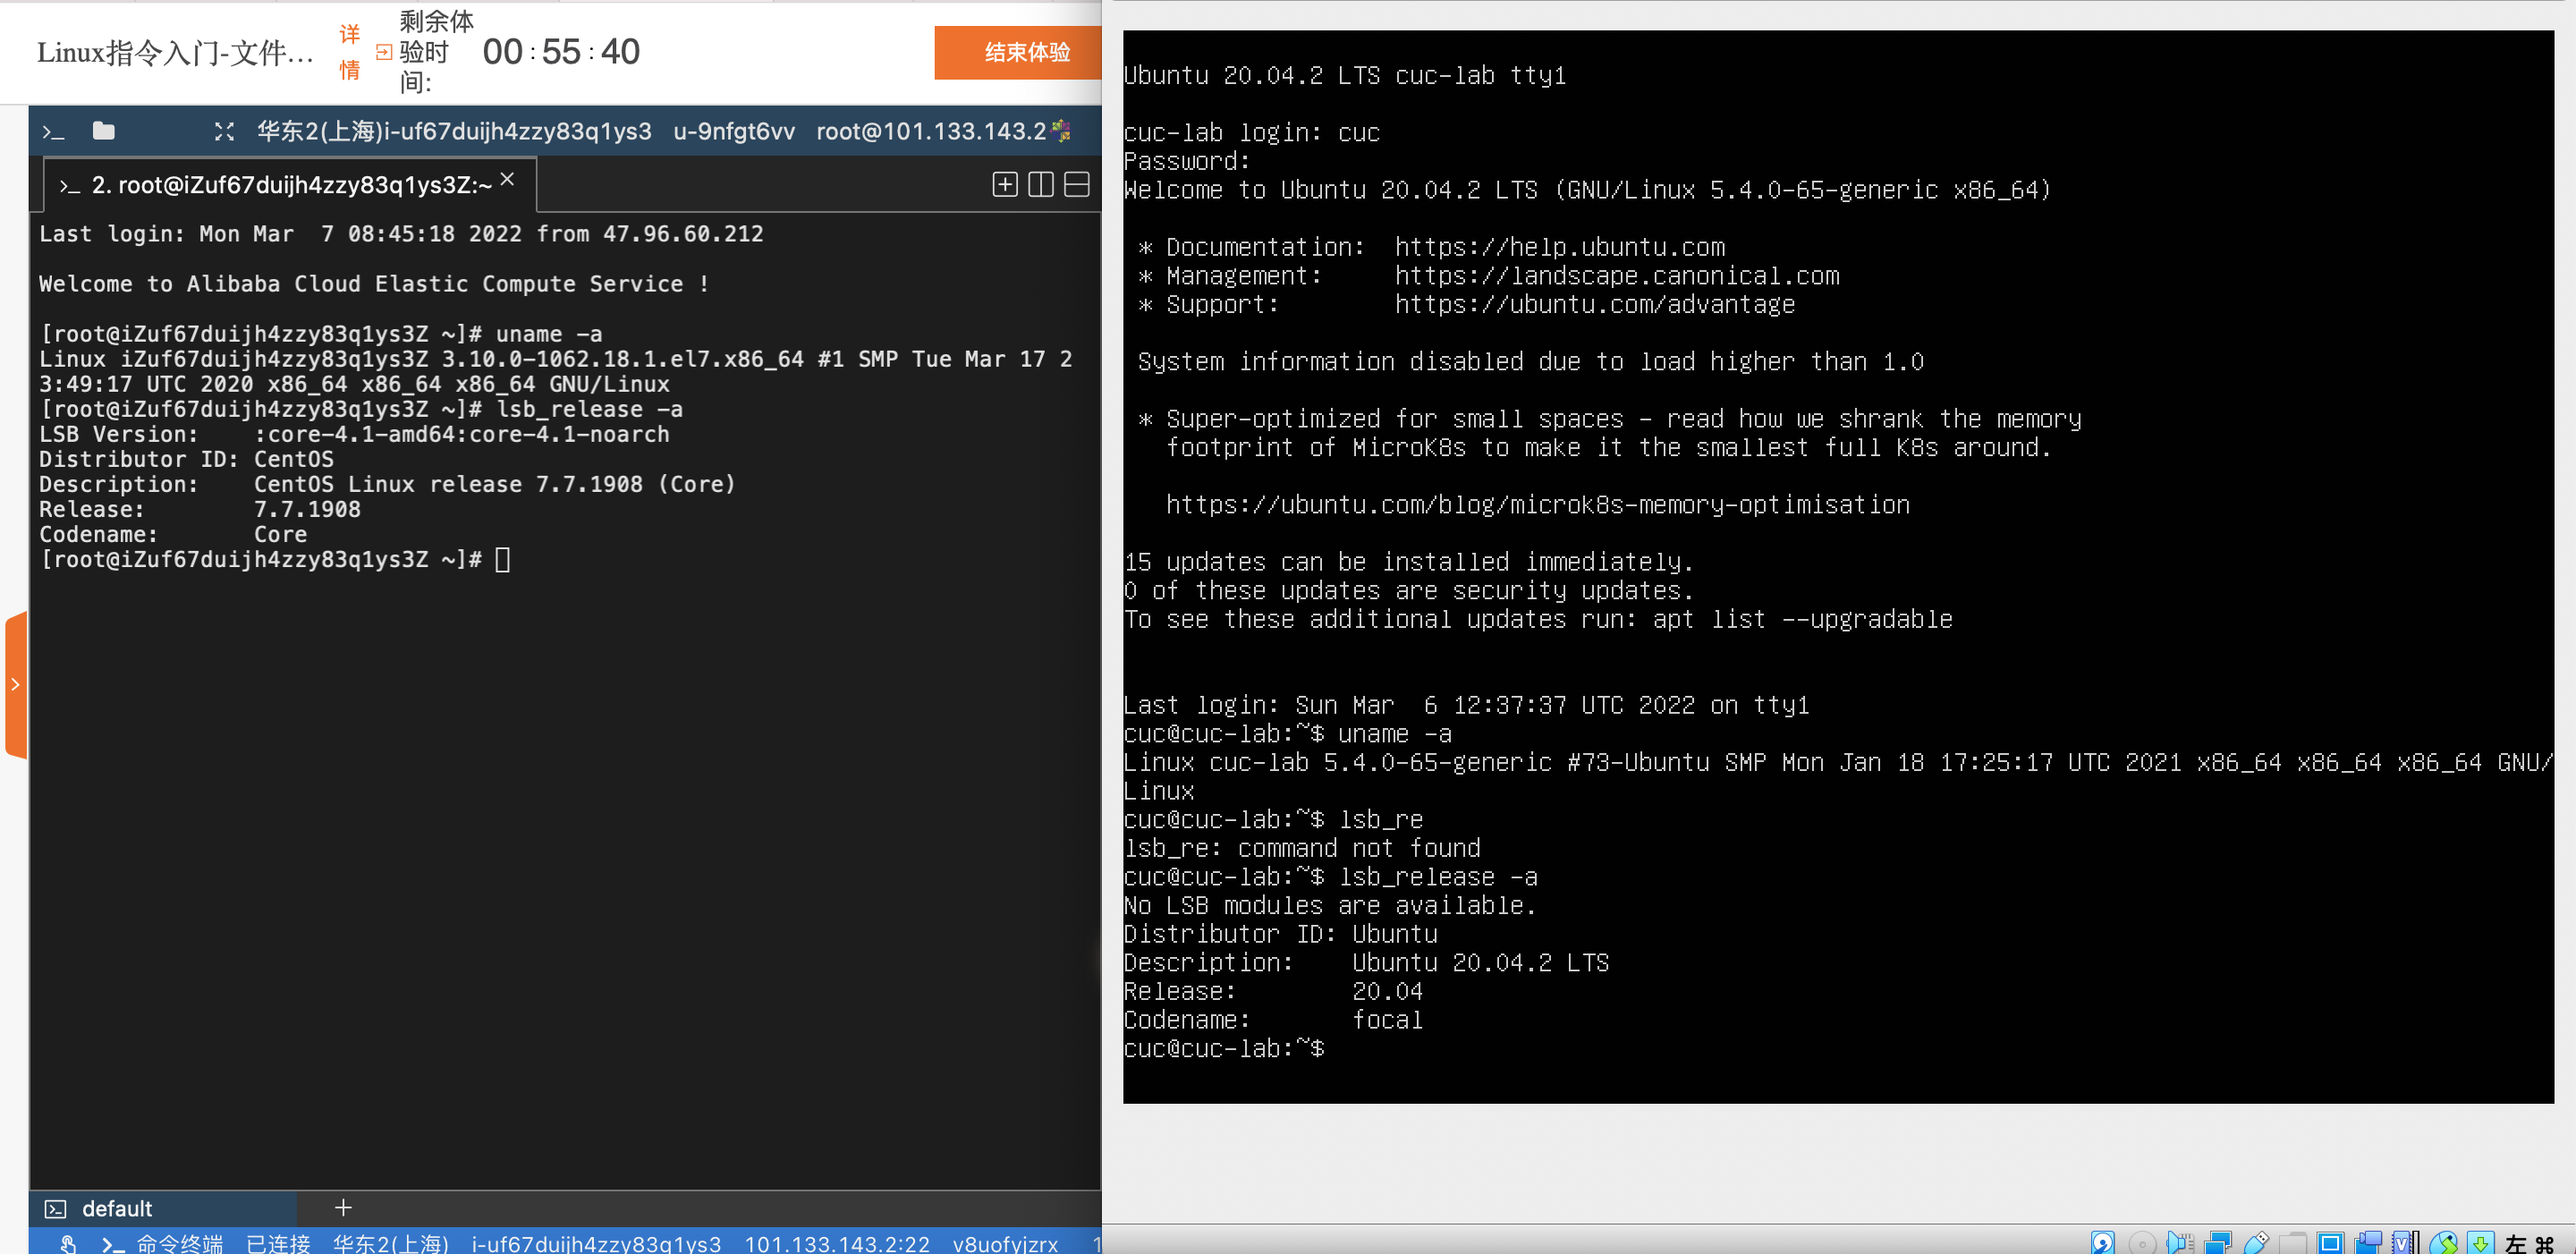 Linux指令入门-文件...
详情
剩余体验时间:
00:55:40
结束体验
华东2(上海)i-uf67duijh4zzy83q1ys3 u-9nfgt6vv root@101.133.143.2
2. root@iZuf67duijh4zzy83q1ys3Z:~
Last login: Mon Mar  7 08:45:18 2022 from 47.96.60.212
Welcome to Alibaba Cloud Elastic Compute Service !
[root@iZuf67duijh4zzy83q1ys3Z ~]# uname -a
Linux iZuf67duijh4zzy83q1ys3Z 3.10.0-1062.18.1.el7.x86_64 #1 SMP Tue Mar 17 2
3:49:17 UTC 2020 x86_64 x86_64 x86_64 GNU/Linux
[root@iZuf67duijh4zzy83q1ys3Z ~]# lsb_release -a
LSB Version:    :core-4.1-amd64:core-4.1-noarch
Distributor ID: CentOS
Description:    CentOS Linux release 7.7.1908 (Core)
Release:        7.7.1908
Codename:       Core
[root@iZuf67duijh4zzy83q1ys3Z ~]#
default
命令终端 已连接 华东2(上海) i-uf67duijh4zzy83q1ys3 101.133.143.2:22 v8uofyjzrx 1
Ubuntu 20.04.2 LTS cuc-lab tty1
cuc-lab login: cuc
Password:
Welcome to Ubuntu 20.04.2 LTS (GNU/Linux 5.4.0-65-generic x86_64)
* Documentation:  https://help.ubuntu.com
* Management:     https://landscape.canonical.com
* Support:        https://ubuntu.com/advantage
System information disabled due to load higher than 1.0
* Super-optimized for small spaces - read how we shrank the memory
footprint of MicroK8s to make it the smallest full K8s around.
https://ubuntu.com/blog/microk8s-memory-optimisation
15 updates can be installed immediately.
0 of these updates are security updates.
To see these additional updates run: apt list --upgradable
Last login: Sun Mar  6 12:37:37 UTC 2022 on tty1
cuc@cuc-lab:~$ uname -a
Linux cuc-lab 5.4.0-65-generic #73-Ubuntu SMP Mon Jan 18 17:25:17 UTC 2021 x86_64 x86_64 x86_64 GNU/
Linux
cuc@cuc-lab:~$ lsb_re
lsb_re: command not found
cuc@cuc-lab:~$ lsb_release -a
No LSB modules are available.
Distributor ID: Ubuntu
Description:    Ubuntu 20.04.2 LTS
Release:        20.04
Codename:       focal
cuc@cuc-lab:~$
左 ⌘